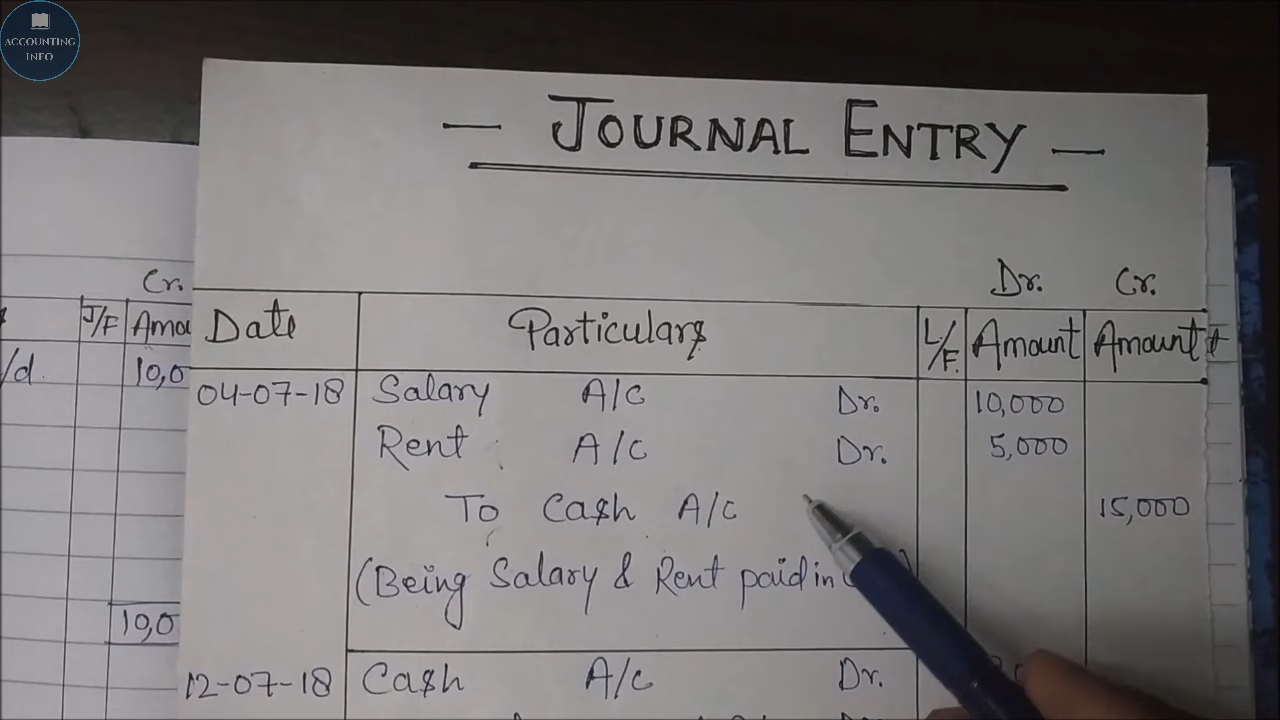 ACCOUNTING
INFO
— JOURNAL ENTRY —
Dr. Cr.
Date Particulars L/F. Amount Amount
04-07-18 Salary A/C Dr. 10,000
Rent A/C Dr. 5,000
To Cash A/C 15,000
(Being Salary & Rent paid in
12-07-18 Cash A/C Dr.
Cr.
J/F
/d.